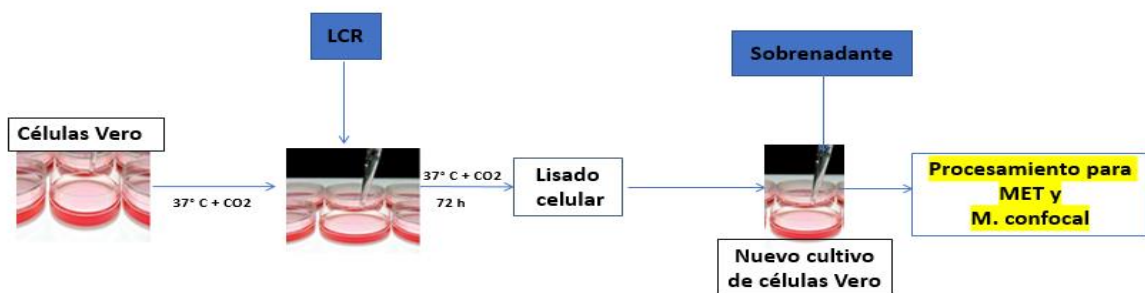 LCR
Sobrenadante
Células Vero
37° C + CO2
37° C + CO2
72 h
Lisado
celular
Procesamiento para
MET y
M. confocal
Nuevo cultivo
de células Vero